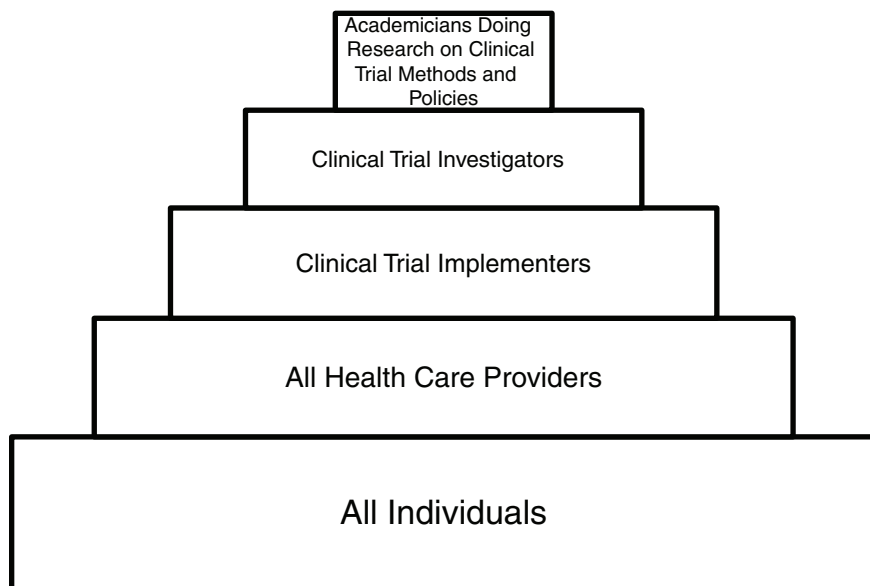 Academicians Doing
Research on Clinical
Trial Methods and
Policies
Clinical Trial Investigators
Clinical Trial Implementers
All Health Care Providers
All Individuals